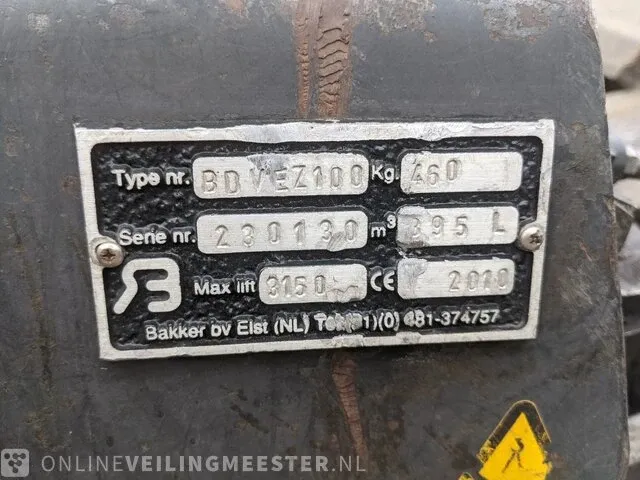 Type nr. BDVEZ100 Kg. 460
Serie nr. 230130 m³ 395 L
Max lift 3150 CE 2010
Bakker bv Elst (NL) Tel.(31)(0) 481-374757
ONLINEVEILINGMEESTER.NL